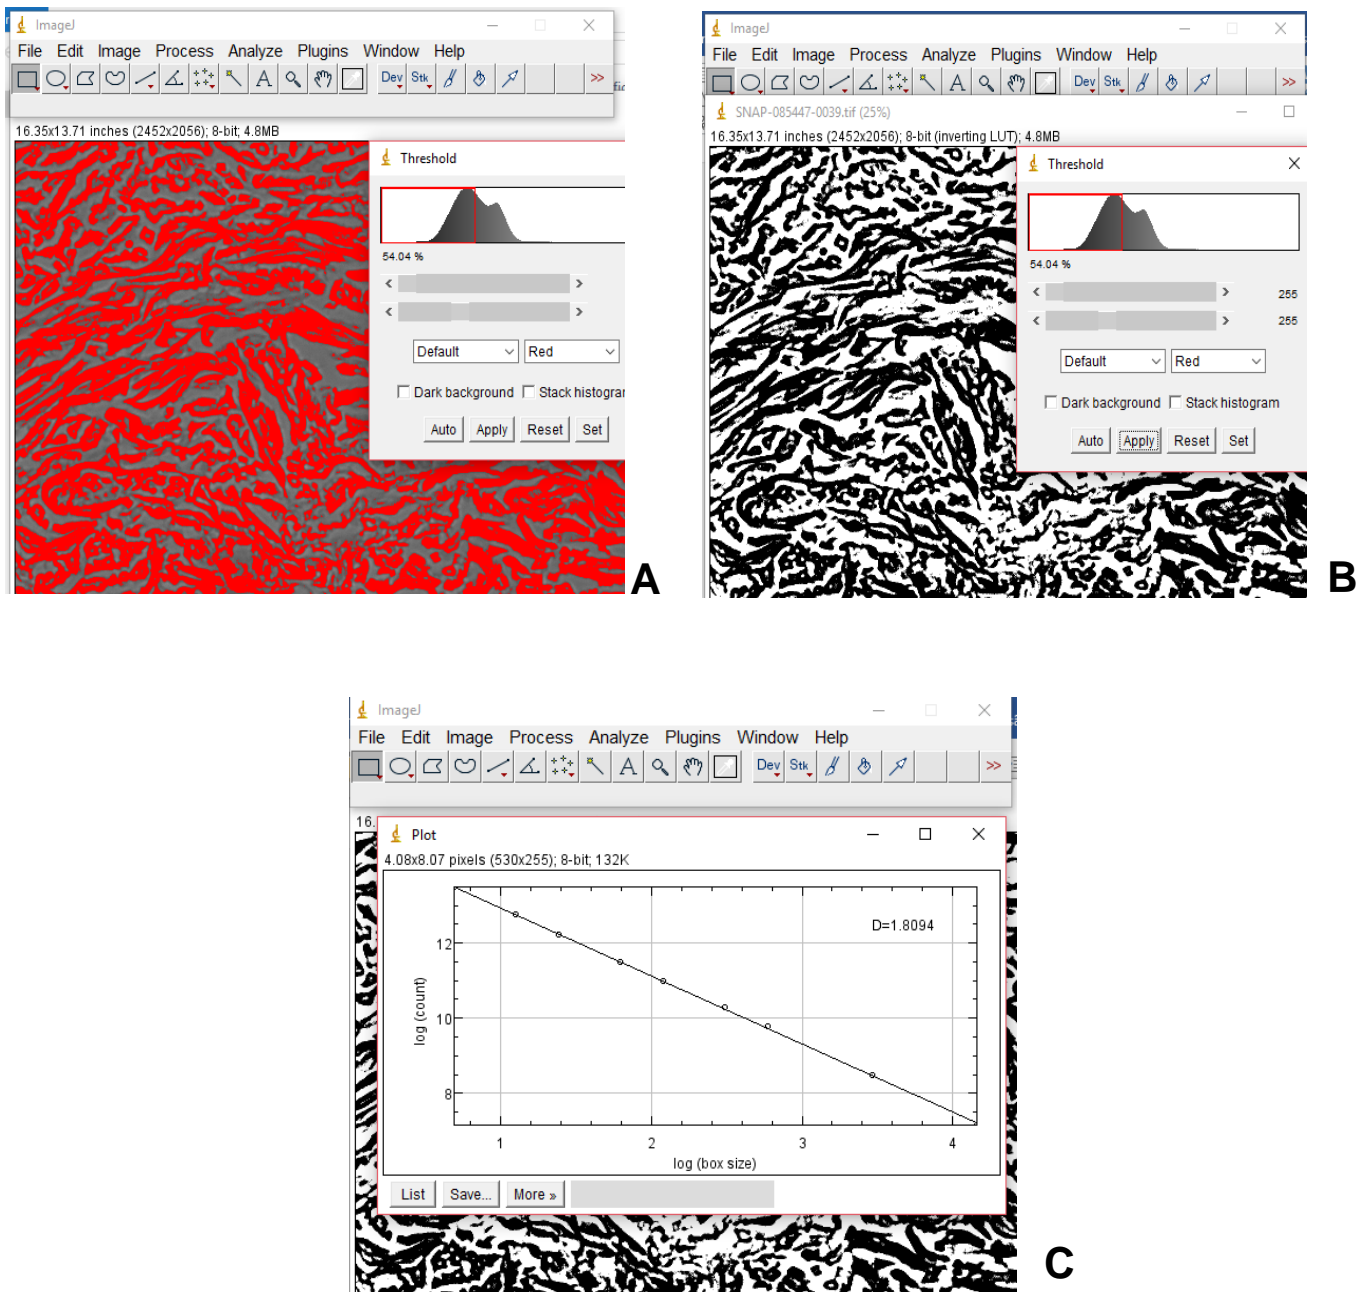 ImageJ
File Edit Image Process Analyze Plugins Window Help
A Dev Stk >>
16.35x13.71 inches (2452x2056); 8-bit; 4.8MB
Threshold
54.04 %
Default Red
Dark background Stack histogran
Auto Apply Reset Set
A
ImageJ
File Edit Image Process Analyze Plugins Window Help
A Dev Stk >>
SNAP-085447-0039.tif (25%)
16.35x13.71 inches (2452x2056); 8-bit (inverting LUT); 4.8MB
Threshold
54.04 %
255
255
Default Red
Dark background Stack histogram
Auto Apply Reset Set
B
ImageJ
File Edit Image Process Analyze Plugins Window Help
A Dev Stk >>
16.
Plot
4.08x8.07 pixels (530x255); 8-bit; 132K
D=1.8094
12
10
8
log (count)
1 2 3 4
log (box size)
List Save... More »
C